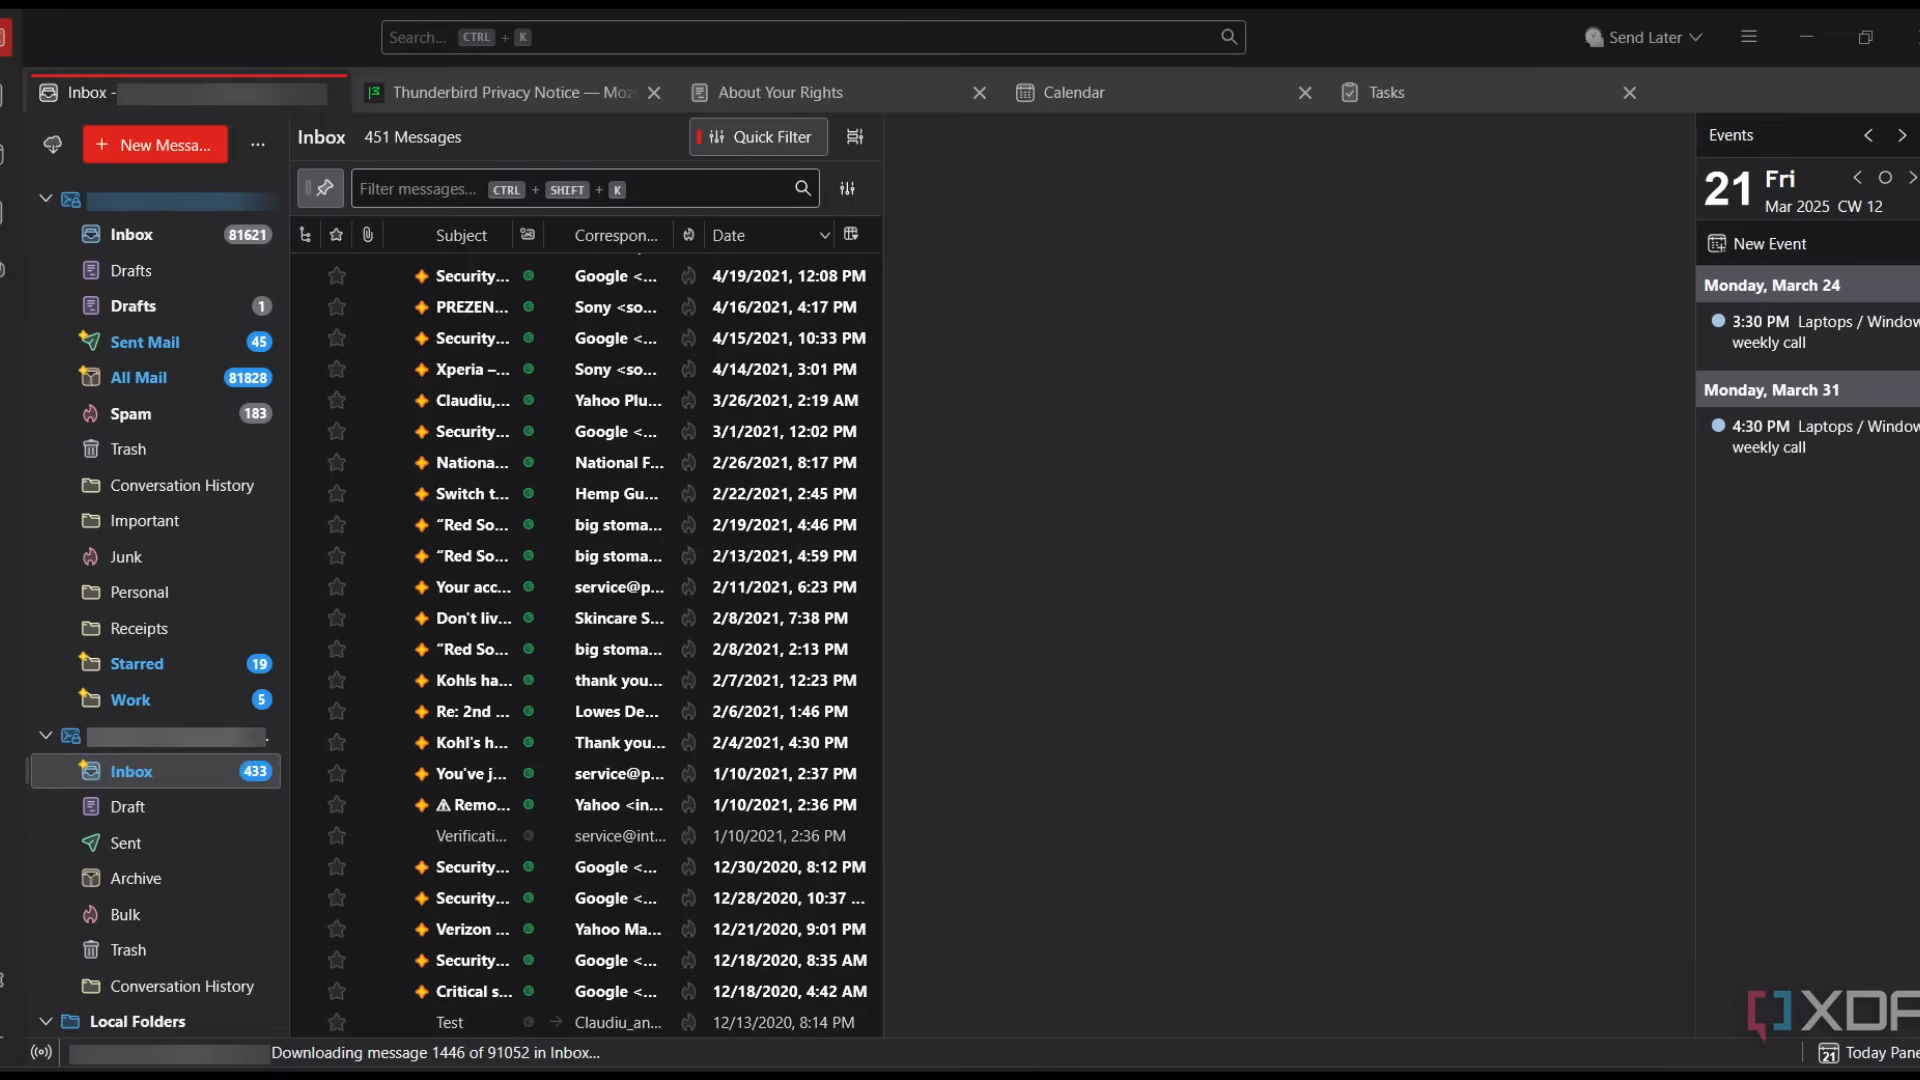 Search... CTRL + K
Send Later
Inbox -
Thunderbird Privacy Notice — Moz
About Your Rights
Calendar
Tasks
New Messa...
Inbox 81621
Drafts
Drafts 1
Sent Mail 45
All Mail 81828
Spam 183
Trash
Conversation History
Important
Junk
Personal
Receipts
Starred 19
Work 5
Inbox 433
Draft
Sent
Archive
Bulk
Trash
Conversation History
Local Folders
Inbox 451 Messages Quick Filter
Filter messages... CTRL + SHIFT + K
Subject Correspon... Date
Security... Google <... 4/19/2021, 12:08 PM
PREZEN... Sony <so... 4/16/2021, 4:17 PM
Security... Google <... 4/15/2021, 10:33 PM
Xperia –... Sony <so... 4/14/2021, 3:01 PM
Claudiu,... Yahoo Plu... 3/26/2021, 2:19 AM
Security... Google <... 3/1/2021, 12:02 PM
Nationa... National F... 2/26/2021, 8:17 PM
Switch t... Hemp Gu... 2/22/2021, 2:45 PM
“Red So... big stoma... 2/19/2021, 4:46 PM
“Red So... big stoma... 2/13/2021, 4:59 PM
Your acc... service@p... 2/11/2021, 6:23 PM
Don't liv... Skincare S... 2/8/2021, 7:38 PM
“Red So... big stoma... 2/8/2021, 2:13 PM
Kohls ha... thank you... 2/7/2021, 12:23 PM
Re: 2nd ... Lowes De... 2/6/2021, 1:46 PM
Kohl's h... Thank you... 2/4/2021, 4:30 PM
You've j... service@p... 1/10/2021, 2:37 PM
⚠ Remo... Yahoo <in... 1/10/2021, 2:36 PM
Verificati... service@int... 1/10/2021, 2:36 PM
Security... Google <... 12/30/2020, 8:12 PM
Security... Google <... 12/28/2020, 10:37 ...
Verizon ... Yahoo Ma... 12/21/2020, 9:01 PM
Security... Google <... 12/18/2020, 8:35 AM
Critical s... Google <... 12/18/2020, 4:42 AM
Test Claudiu_an... 12/13/2020, 8:14 PM
Events
21 Fri
Mar 2025 CW 12
New Event
Monday, March 24
3:30 PM Laptops / Window
weekly call
Monday, March 31
4:30 PM Laptops / Window
weekly call
XDA
Downloading message 1446 of 91052 in Inbox...
21 Today Pane